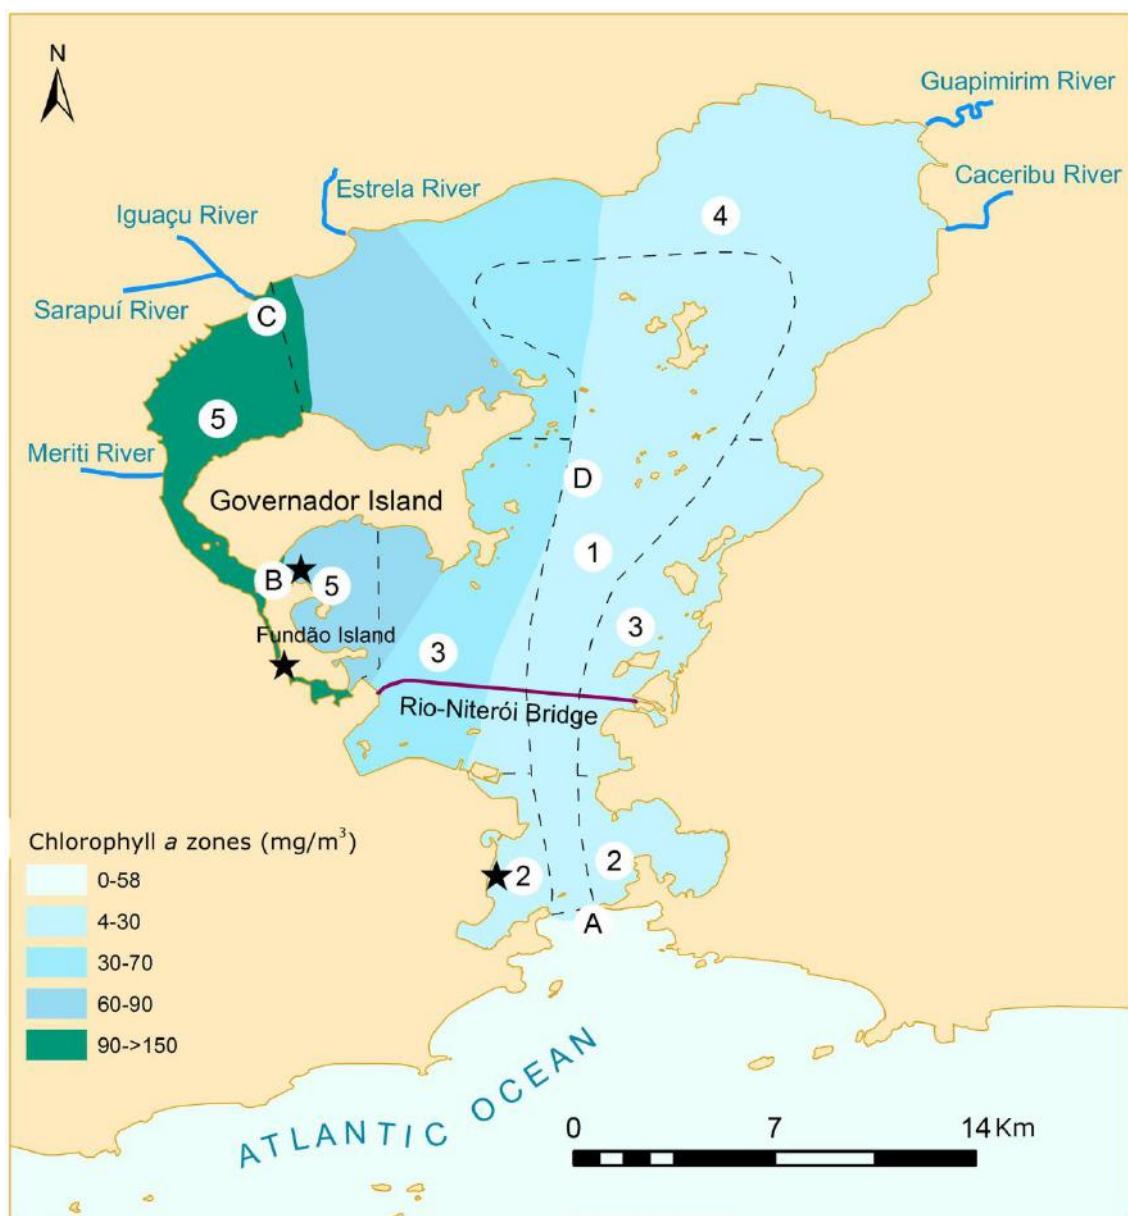 N
Guapimirim River
Caceribu River
Estrela River
Iguaçu River
4
Sarapuí River
C
5
Meriti River
D
Governador Island
1
B
5
3
Fundão Island
3
Rio-Niterói Bridge
Chlorophyll a zones (mg/m³)
0-58
4-30
30-70
60-90
90->150
2
2
A
ATLANTIC OCEAN
0 7 14 Km